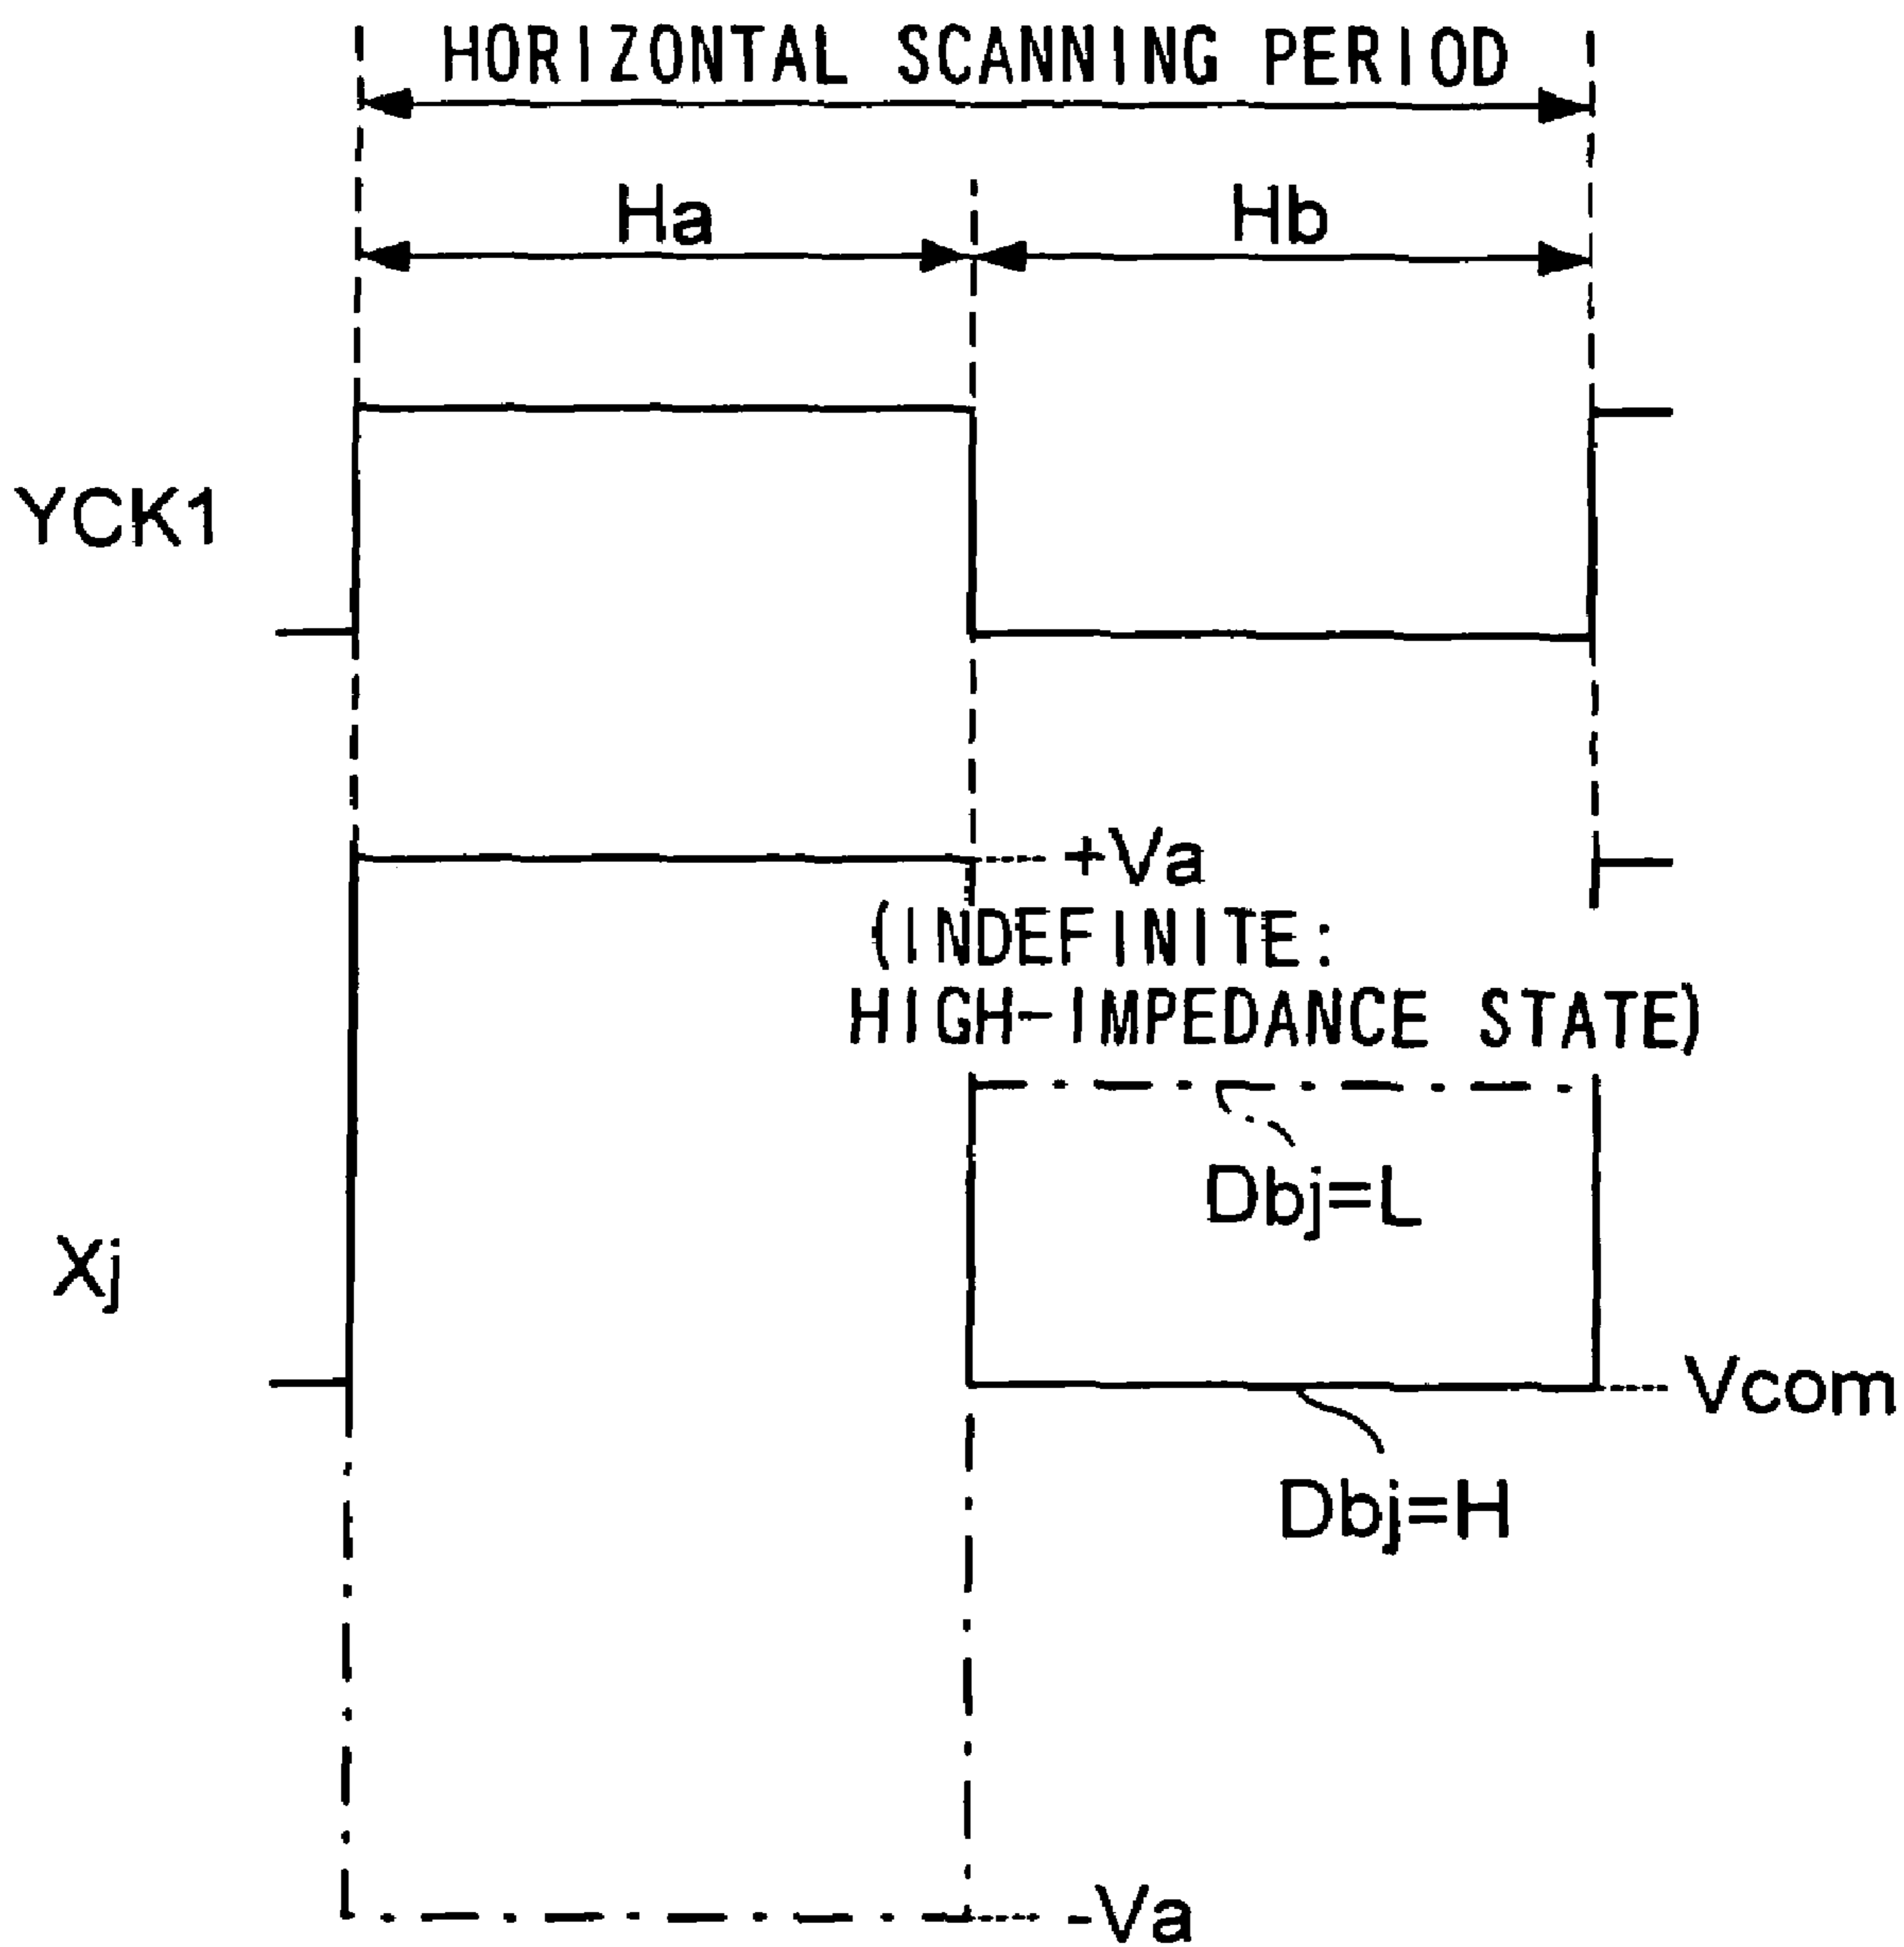 HORIZONTAL SCANNING PERIOD
Ha
Hb
YCK1
+Va
(INDEFINITE:
HIGH-IMPEDANCE STATE)
Dbj=L
Xj
Vcom
Dbj=H
-Va